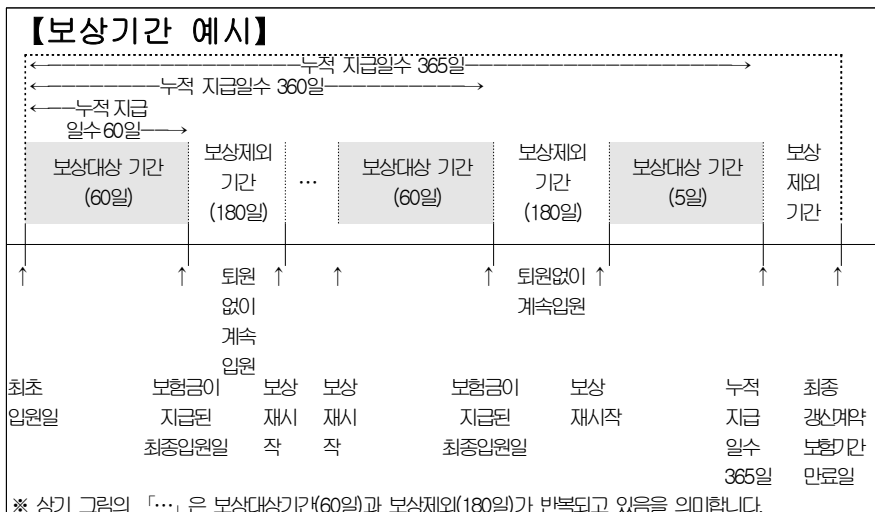 【보상기간 예시】
←――――――――――――누적 지급일수 365일――――――――――――→
←――――――누적 지급일수 360일――――――→
←――누적 지급
일수 60일―→
보상대상 기간
(60일)
보상제외
기간
(180일)
…
보상대상 기간
(60일)
보상제외
기간
(180일)
보상대상 기간
(5일)
보상
제외
기간
↑ ↑ 퇴원 ↑ ↑ ↑ 퇴원없이 ↑ ↑ ↑
없이 계속입원
계속
입원
최초
입원일
보험금이
지급된
최종입원일
보상
재시
작
보상
재시
작
보험금이
지급된
최종입원일
보상
재시작
누적
지급
일수
365일
최종
갱신계약
보험기간
만료일
※ 상기 그림의 「…」은 보상대상기간(60일)과 보상제외(180일)가 반복되고 있음을 의미합니다.